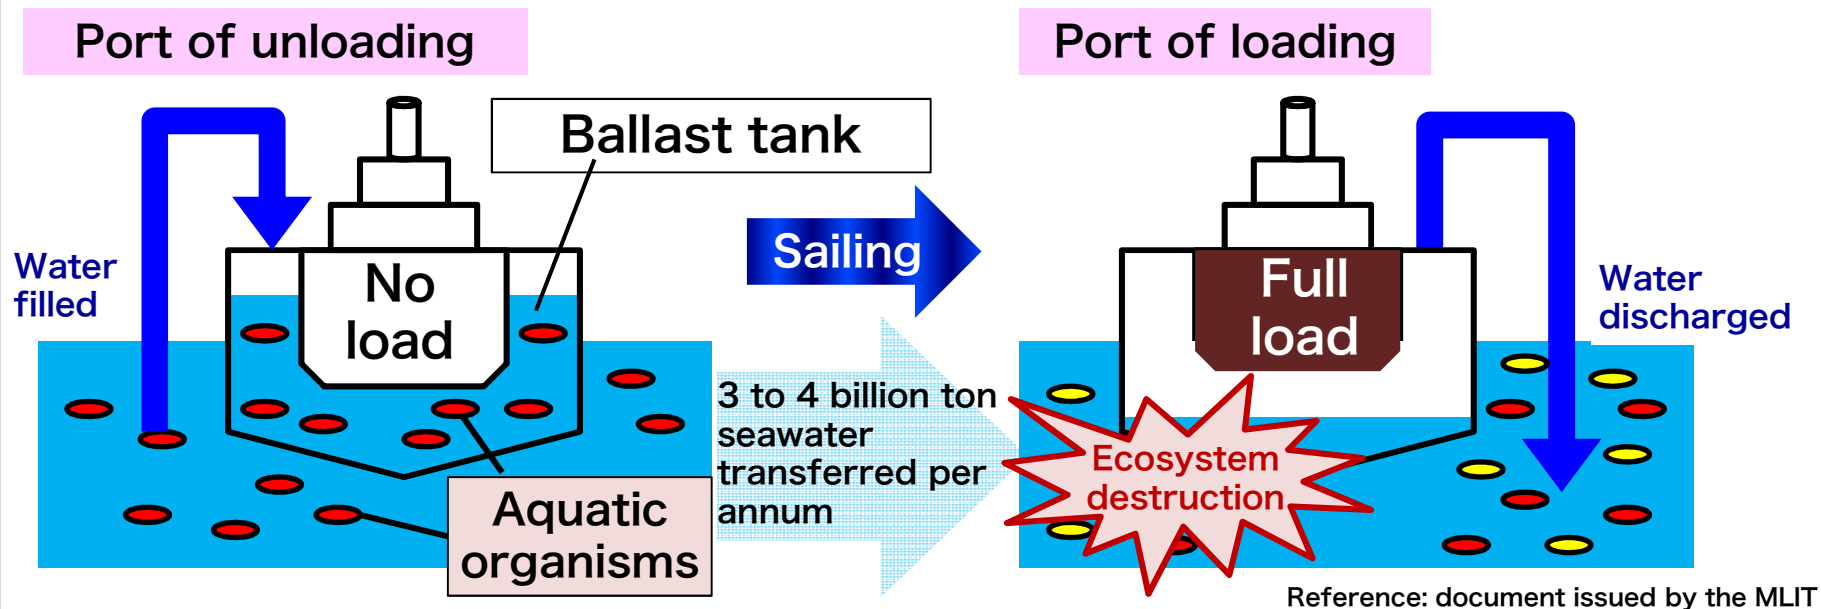 Port of unloading
Port of loading
Ballast tank
Water
filled
No
load
Sailing
Full
load
Water
discharged
3 to 4 billion ton
seawater
transferred per
annum
Ecosystem
destruction
Aquatic
organisms
Reference: document issued by the MLIT